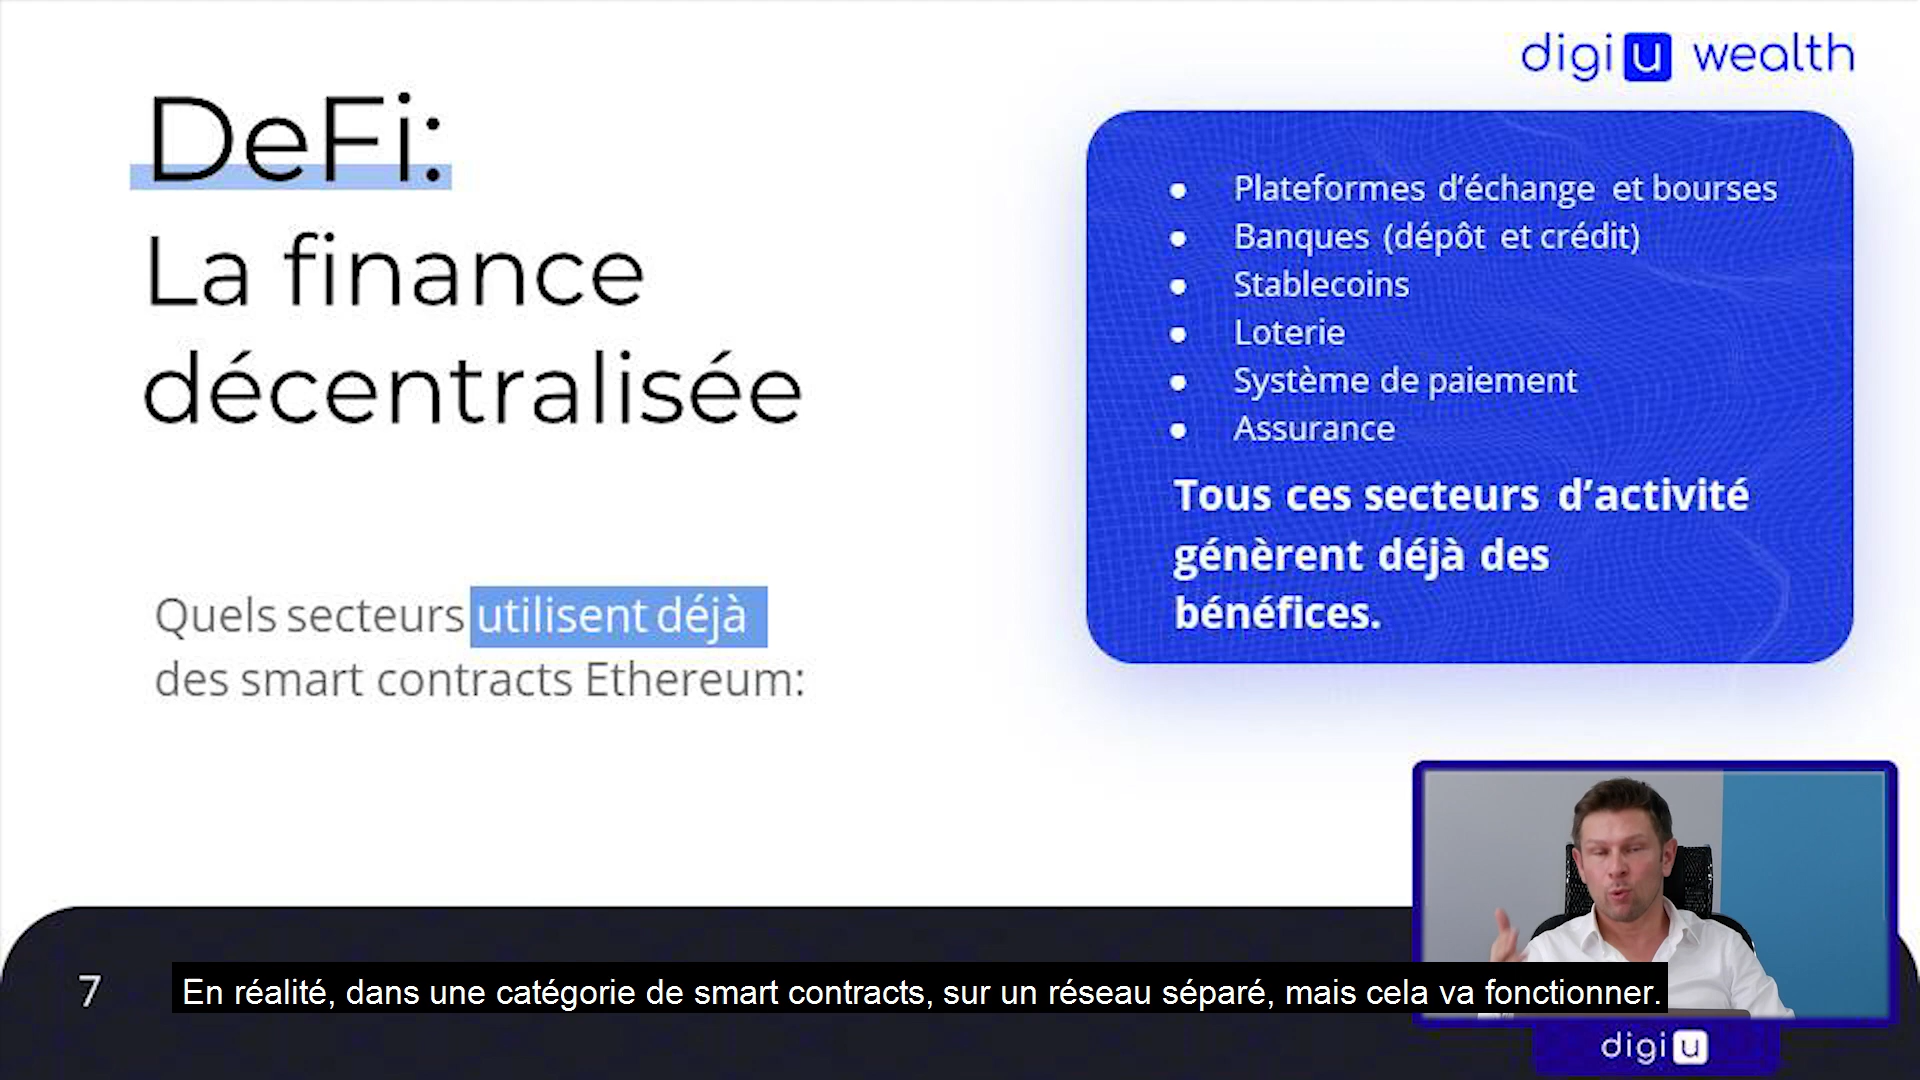 digi u wealth
DeFi:
La finance
décentralisée
Quels secteurs utilisent déjà
des smart contracts Ethereum:
• Plateformes d'échange et bourses
• Banques (dépôt et crédit)
• Stablecoins
• Loterie
• Système de paiement
• Assurance
Tous ces secteurs d'activité
génèrent déjà des
bénéfices.
7
En réalité, dans une catégorie de smart contracts, sur un réseau séparé, mais cela va fonctionner.
digi u